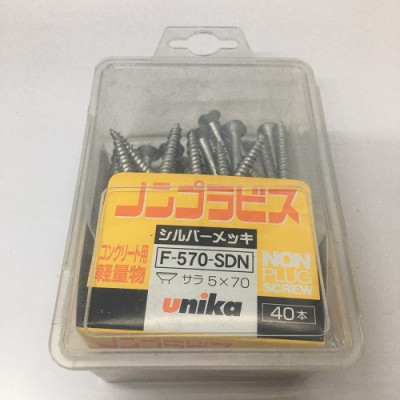 ノンプラビス
シルバーメッキ
コンクリート用
軽量物
F-570-SDN
サラ 5×70
NON
PLUG
SCREW
unika
40本